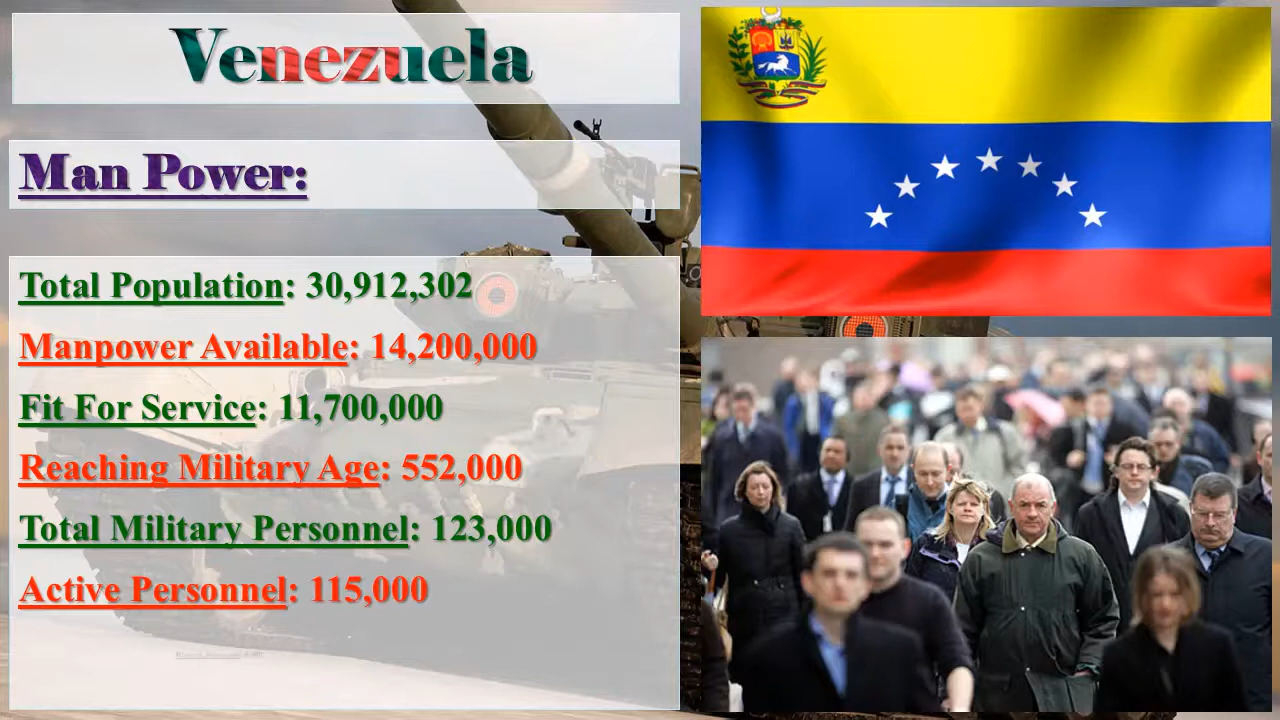 Venezuela
Man Power:
Total Population: 30,912,302
Manpower Available: 14,200,000
Fit For Service: 11,700,000
Reaching Military Age: 552,000
Total Military Personnel: 123,000
Active Personnel: 115,000